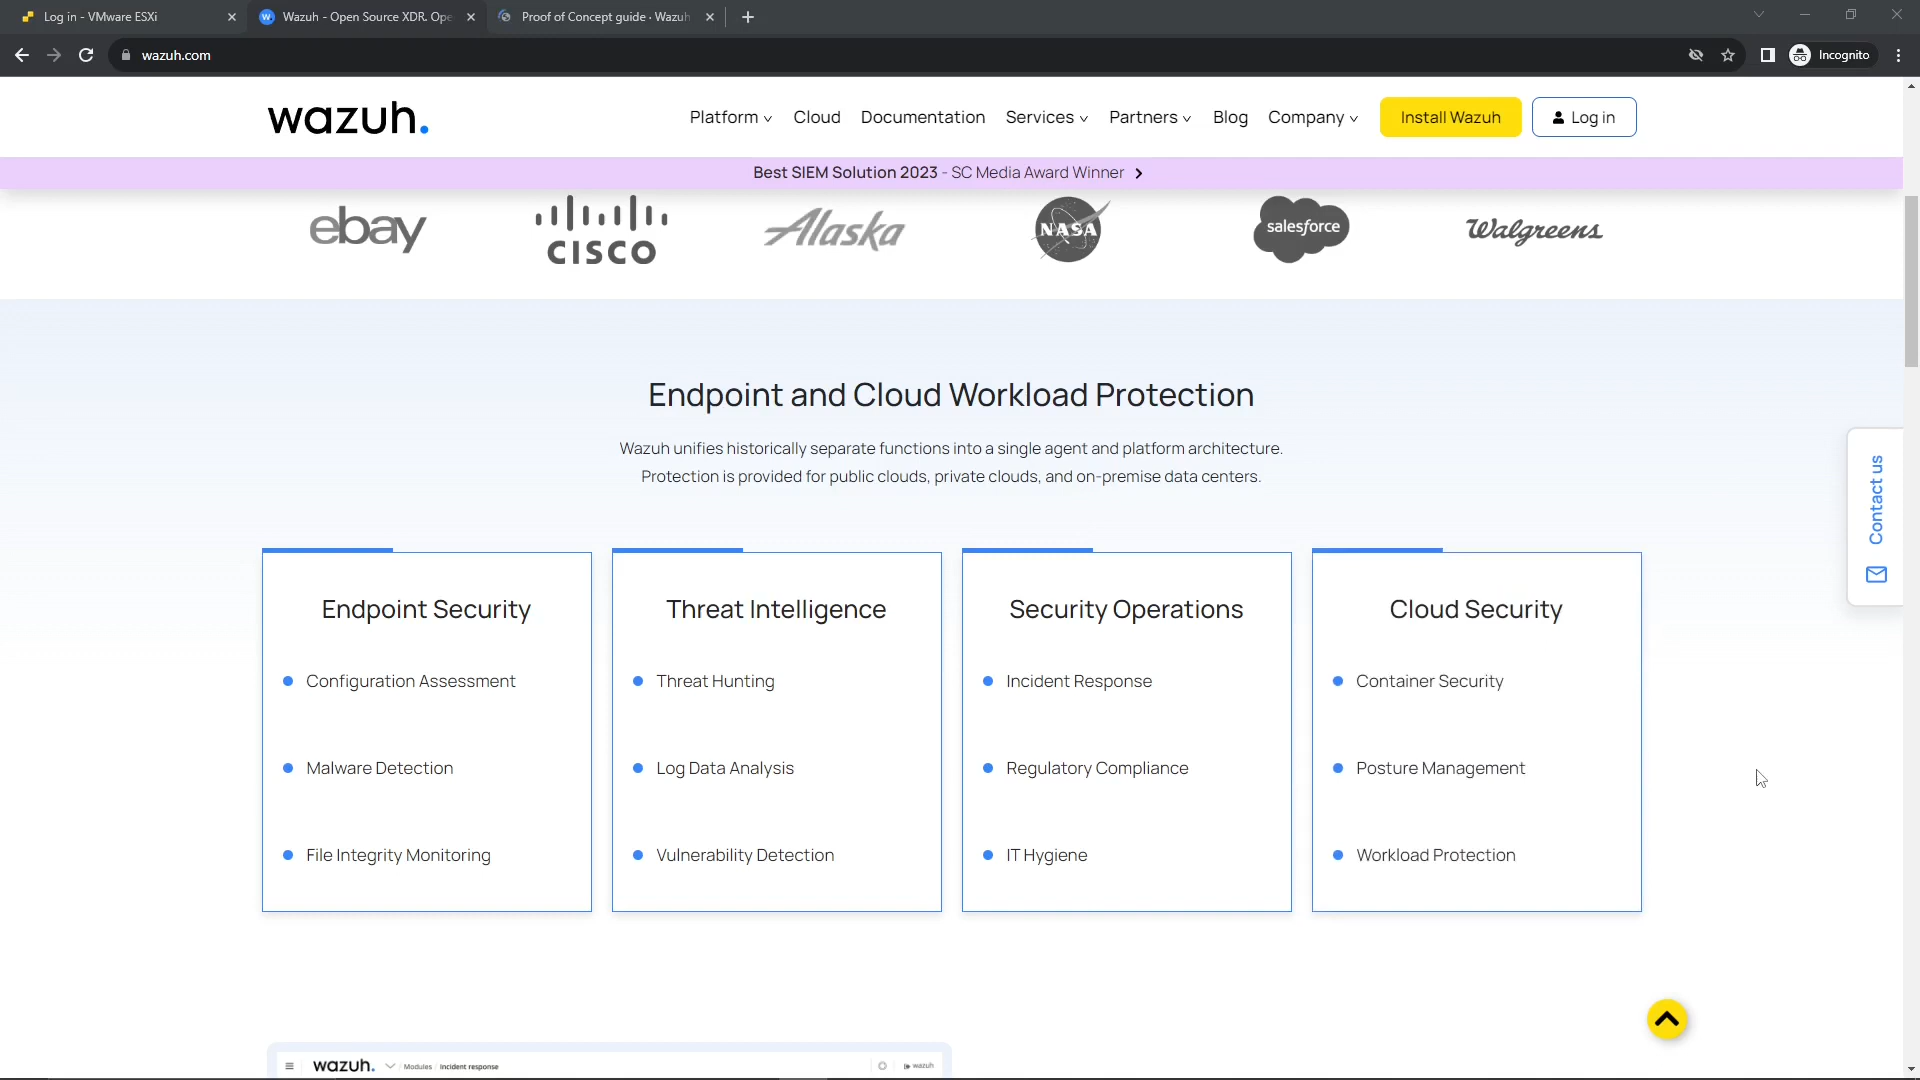 Log in - VMware ESXi
Wazuh - Open Source XDR. Ope
Proof of Concept guide · Wazuh
wazuh.com
Incognito
wazuh.
Platform
Cloud
Documentation
Services
Partners
Blog
Company
Install Wazuh
Log in
Best SIEM Solution 2023 - SC Media Award Winner
ebay
CISCO
Alaska
NASA
salesforce
Walgreens
Endpoint and Cloud Workload Protection
Wazuh unifies historically separate functions into a single agent and platform architecture.
Protection is provided for public clouds, private clouds, and on-premise data centers.
Contact us
Endpoint Security
Configuration Assessment
Malware Detection
File Integrity Monitoring
Threat Intelligence
Threat Hunting
Log Data Analysis
Vulnerability Detection
Security Operations
Incident Response
Regulatory Compliance
IT Hygiene
Cloud Security
Container Security
Posture Management
Workload Protection
wazuh. / Modules / Incident response
wazuh